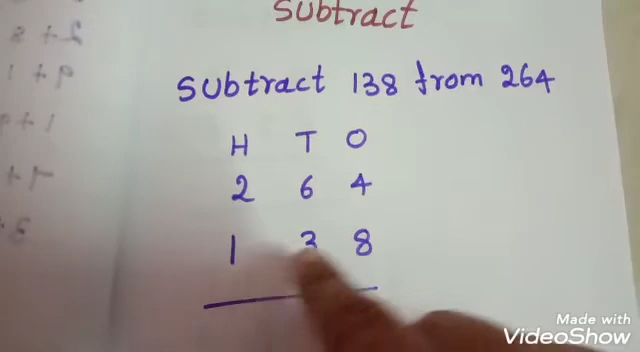 Subtract
Subtract 138 from 264
H T O
2 6 4
1 3 8
Made with
VideoShow